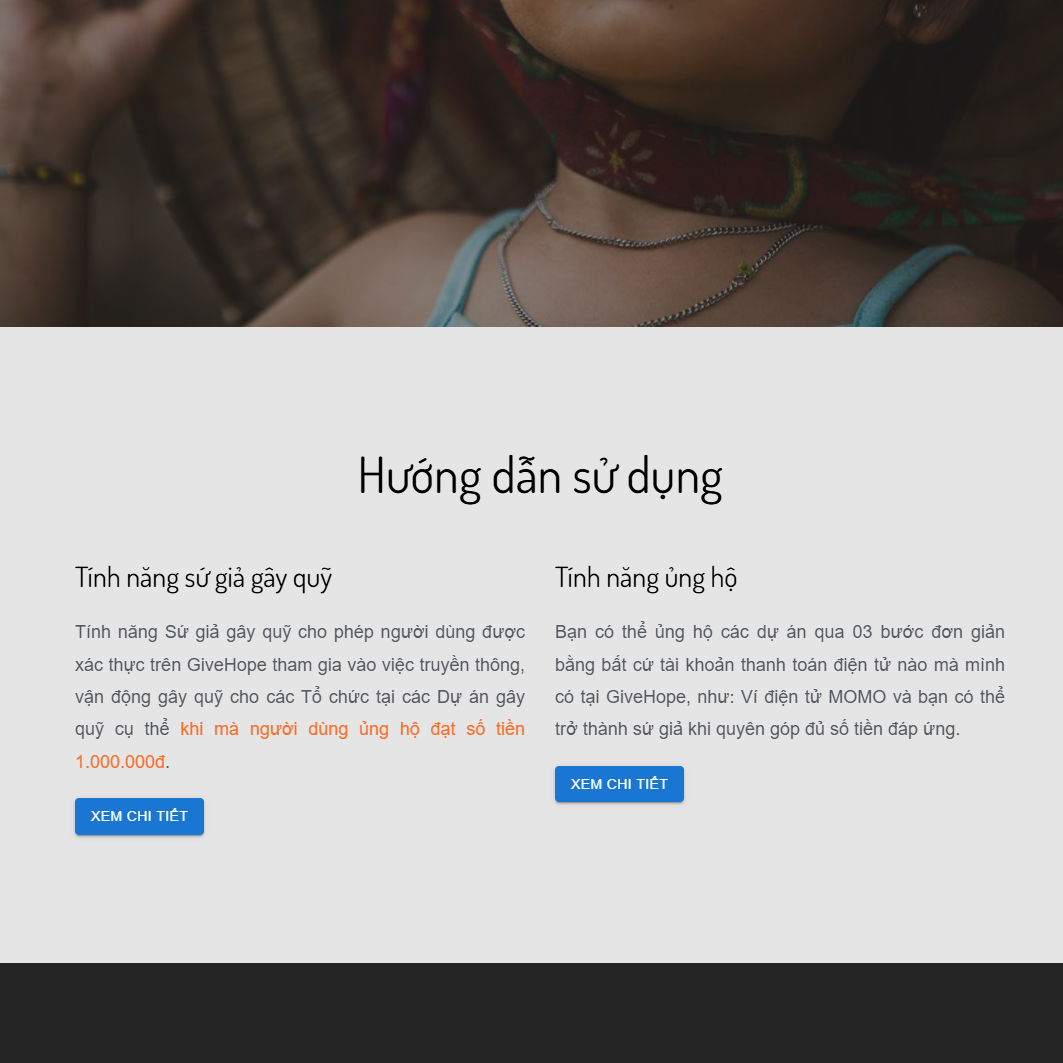 Hướng dẫn sử dụng
Tính năng sứ giả gây quỹ
Tính năng Sứ giả gây quỹ cho phép người dùng được
xác thực trên GiveHope tham gia vào việc truyền thông,
vận động gây quỹ cho các Tổ chức tại các Dự án gây
quỹ cụ thể khi mà người dùng ủng hộ đạt số tiền
1.000.000đ.
XEM CHI TIẾT
Tính năng ủng hộ
Bạn có thể ủng hộ các dự án qua 03 bước đơn giản
bằng bất cứ tài khoản thanh toán điện tử nào mà mình
có tại GiveHope, như: Ví điện tử MOMO và bạn có thể
trở thành sứ giả khi quyên góp đủ số tiền đáp ứng.
XEM CHI TIẾT